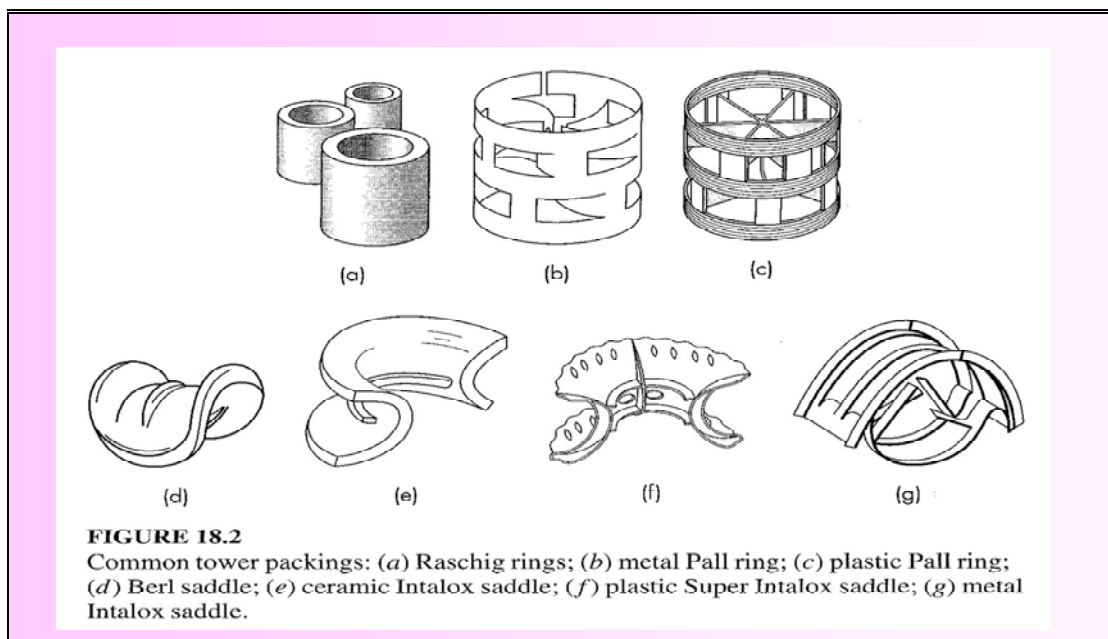 (a)
(b)
(c)
(d)
(e)
(f)
(g)
FIGURE 18.2
Common tower packings: (a) Raschig rings; (b) metal Pall ring; (c) plastic Pall ring;
(d) Berl saddle; (e) ceramic Intalox saddle; (f) plastic Super Intalox saddle; (g) metal
Intalox saddle.